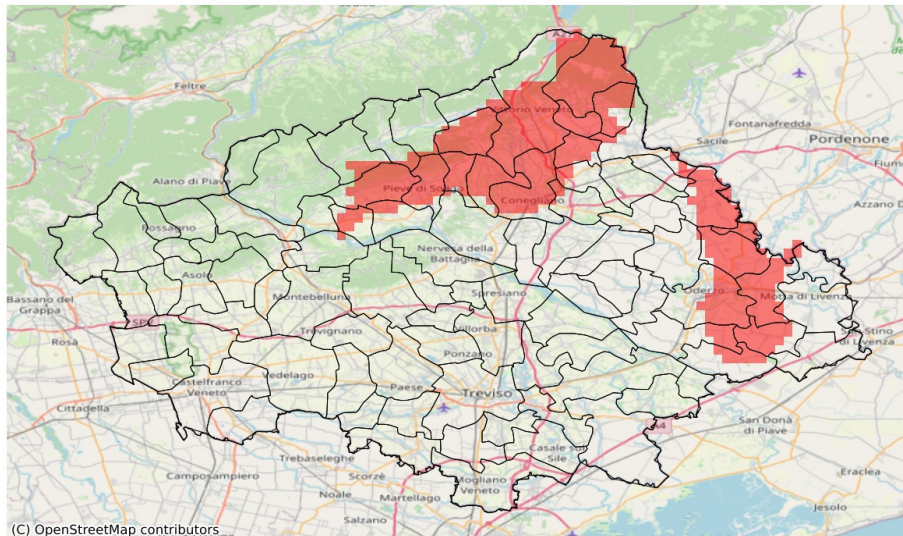 Feltre
Vittorio Veneto
Fontanafredda
Pordenone
Sacile
Alano di Piave
Pieve di Soligo
Conegliano
Azzano D
Asolo
Nervesa della
Battaglia
Bassano del
Grappa
Montebelluna
Spresiano
Oderzo
Motta di Livenza
Rosà
Trevignano
Villorba
San Stino
di Livenza
Ponzano
Castelfranco
Veneto
Vedelago
Paese
Treviso
Cittadella
A4
San Donà
di Piave
Trebaseleghe
Casale sul
Sile
Camposampiero
Scorzè
Mogliano
Veneto
Eraclea
Noale
Martellago
Jesolo
Salzano
(C) OpenStreetMap contributors